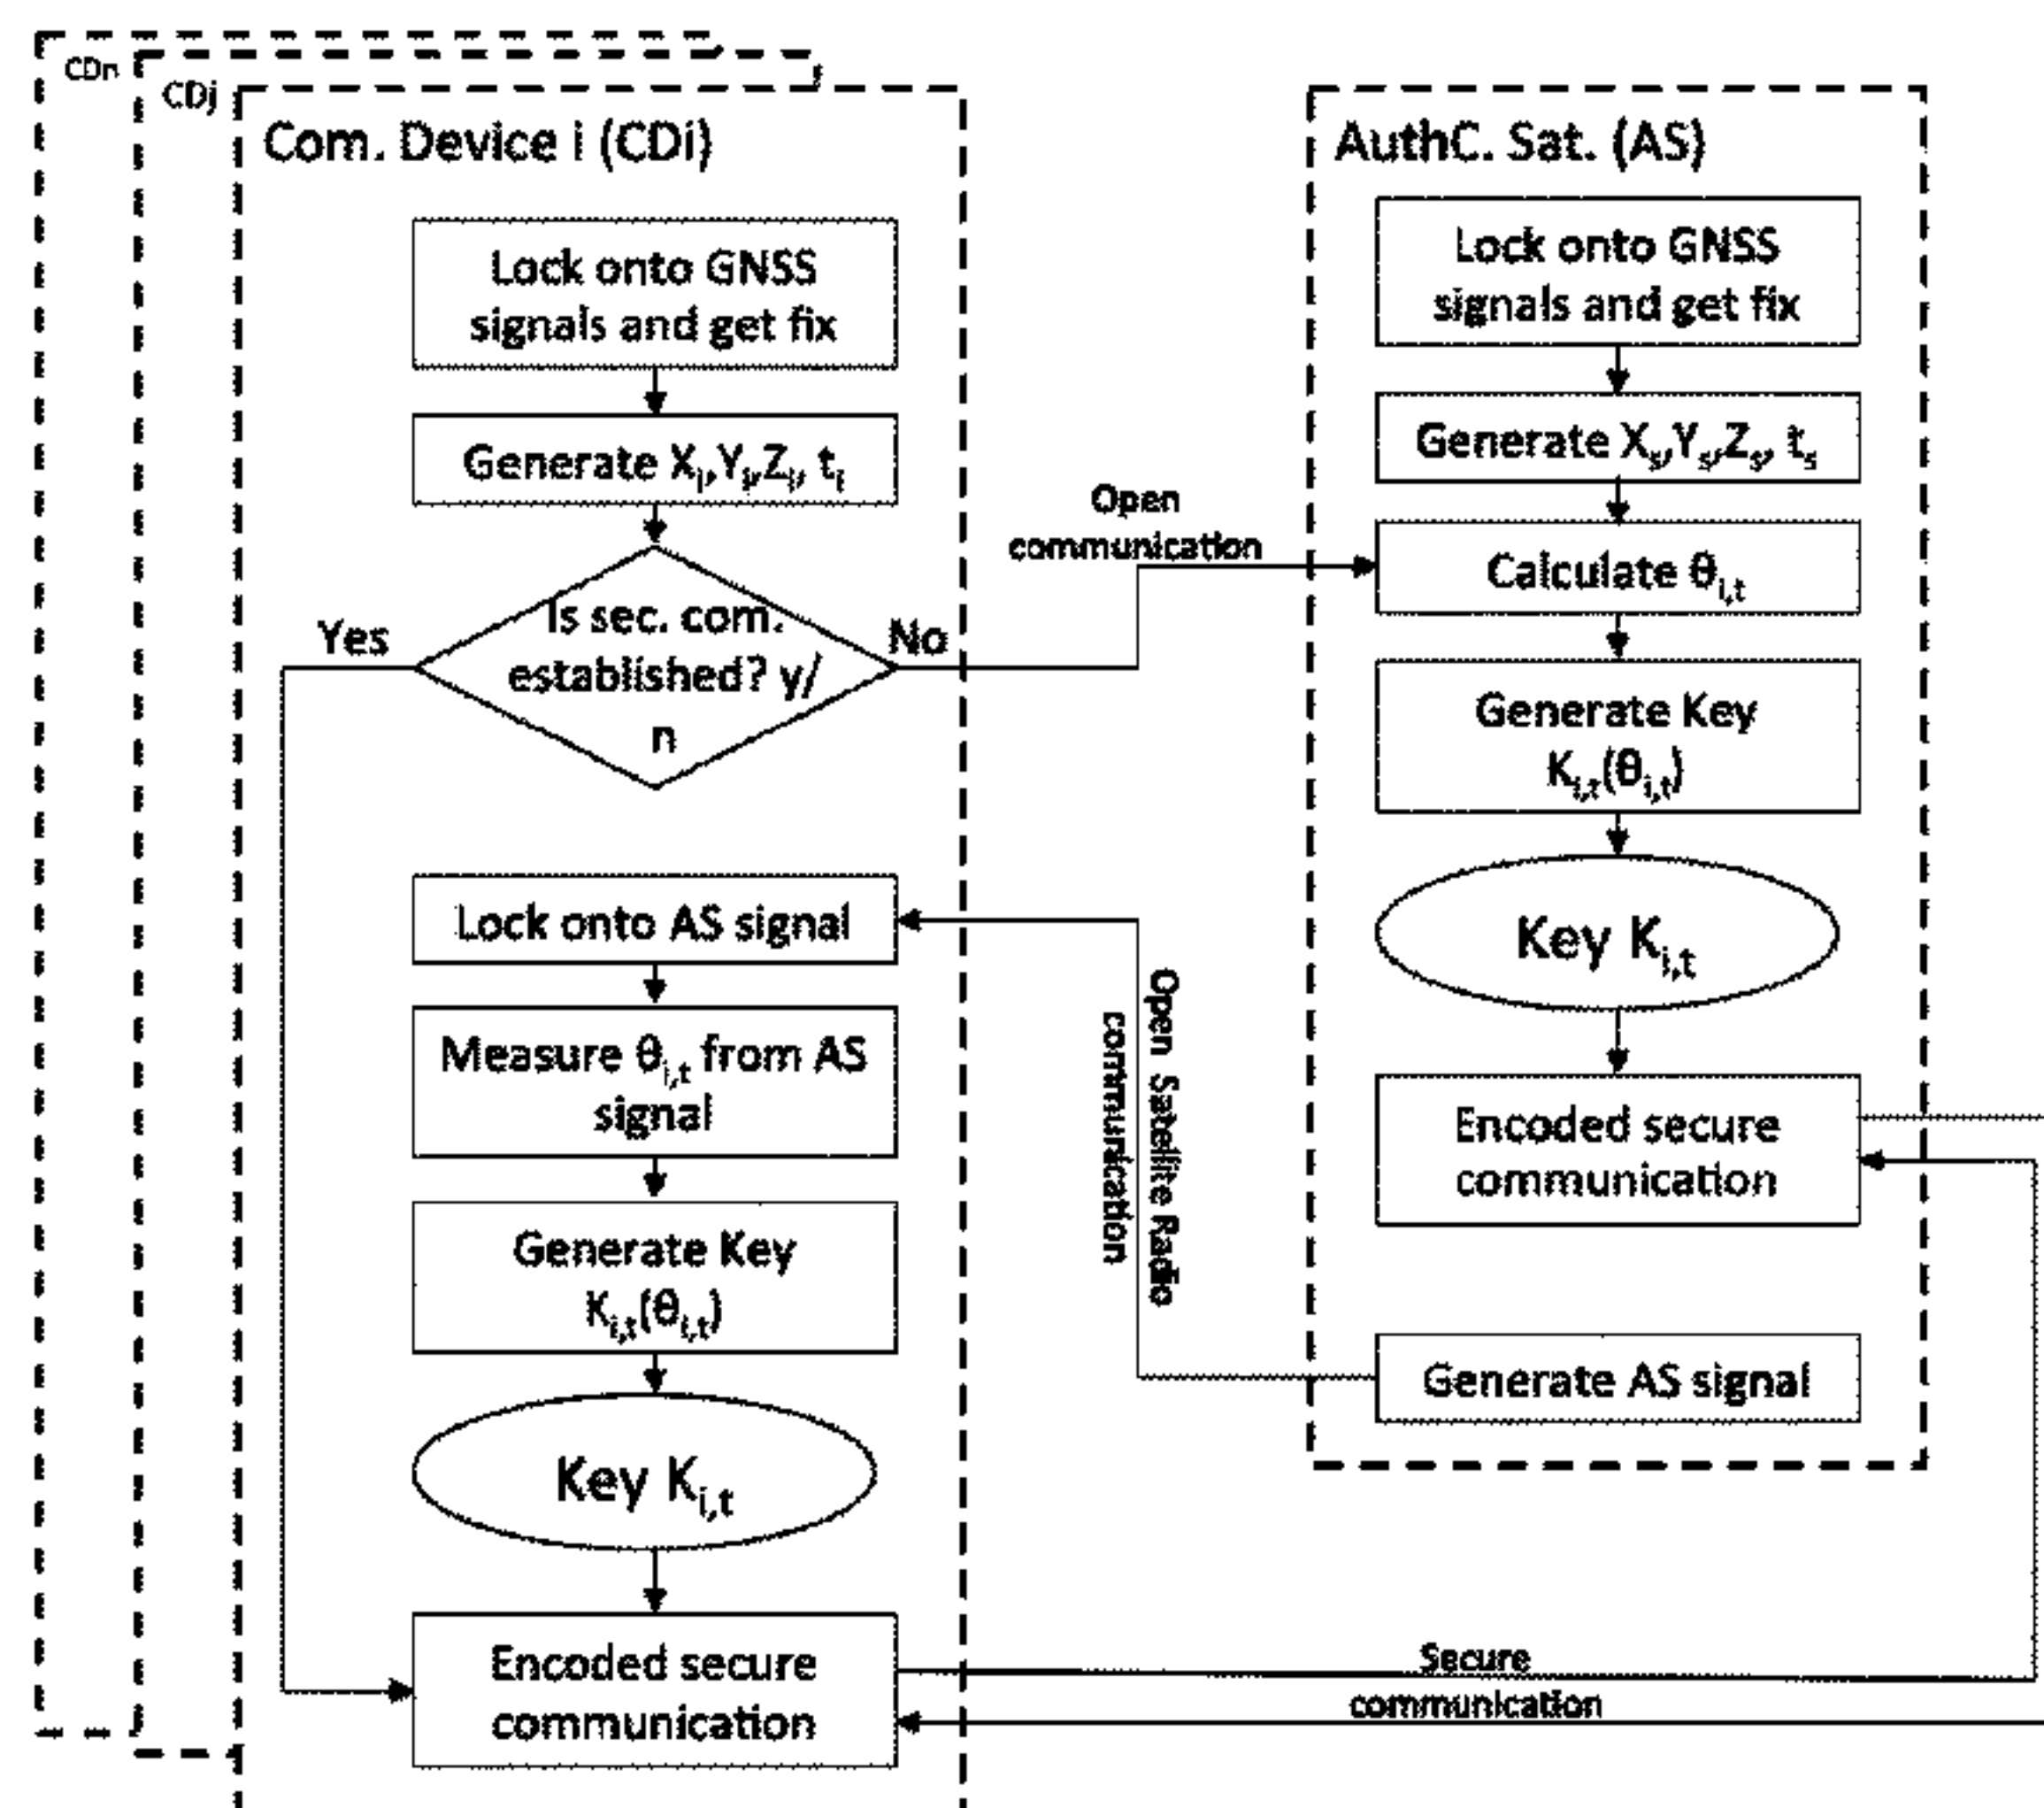 CDn
CDj
Com. Device i (CDi)
Lock onto GNSS
signals and get fix
Generate Xᵢ,Yᵢ,Zᵢ, tᵢ
Is sec. com.
established? y/
n
Yes
No
Lock onto AS signal
Measure θᵢ,ₜ from AS
signal
Generate Key
Kᵢ,ₜ(θᵢ,ₜ)
Key Kᵢ,ₜ
Encoded secure
communication
Open
communication
Open Satellite Radio
communication
Secure
communication
AuthC. Sat. (AS)
Lock onto GNSS
signals and get fix
Generate Xₛ,Yₛ,Zₛ, tₛ
Calculate θᵢ,ₜ
Generate Key
Kᵢ,ₜ(θᵢ,ₜ)
Key Kᵢ,ₜ
Encoded secure
communication
Generate AS signal